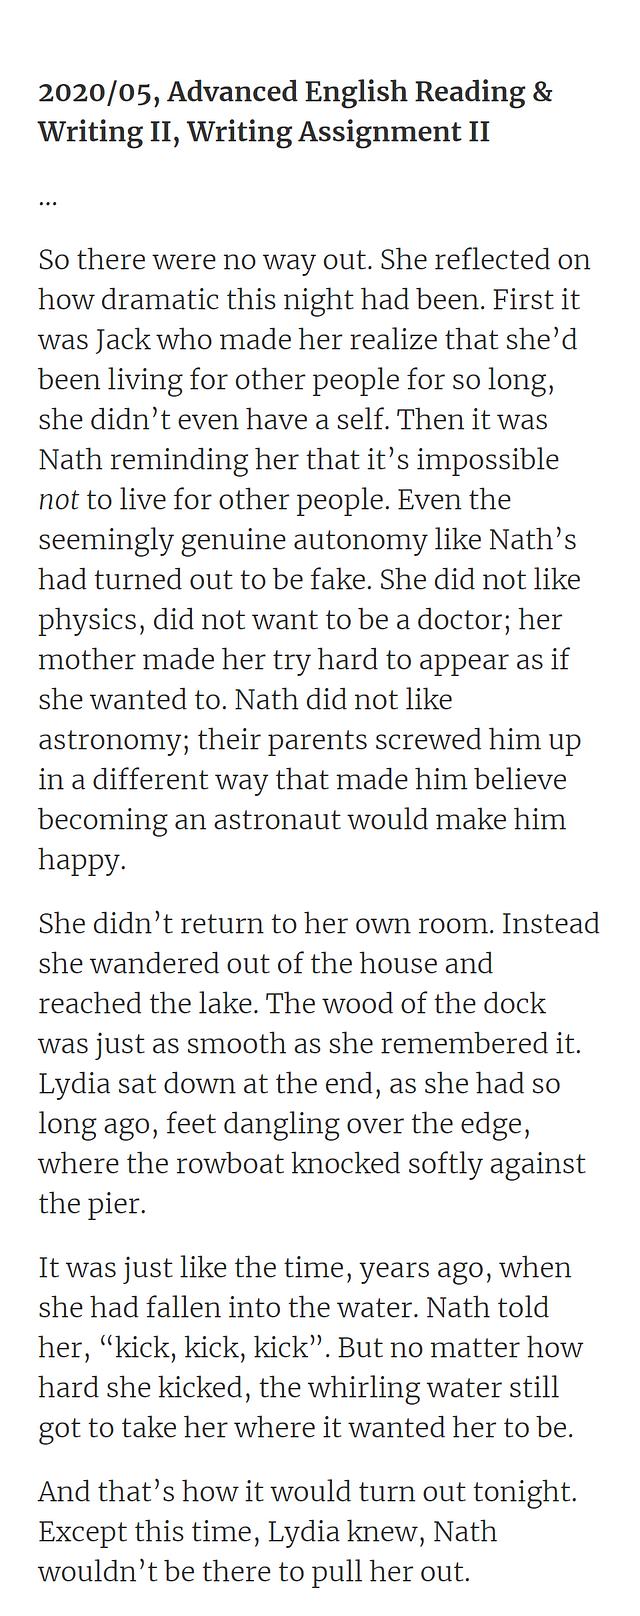 2020/05, Advanced English Reading &
Writing II, Writing Assignment II
...
So there were no way out. She reflected on
how dramatic this night had been. First it
was Jack who made her realize that she’d
been living for other people for so long,
she didn’t even have a self. Then it was
Nath reminding her that it’s impossible
not to live for other people. Even the
seemingly genuine autonomy like Nath’s
had turned out to be fake. She did not like
physics, did not want to be a doctor; her
mother made her try hard to appear as if
she wanted to. Nath did not like
astronomy; their parents screwed him up
in a different way that made him believe
becoming an astronaut would make him
happy.
She didn’t return to her own room. Instead
she wandered out of the house and
reached the lake. The wood of the dock
was just as smooth as she remembered it.
Lydia sat down at the end, as she had so
long ago, feet dangling over the edge,
where the rowboat knocked softly against
the pier.
It was just like the time, years ago, when
she had fallen into the water. Nath told
her, “kick, kick, kick”. But no matter how
hard she kicked, the whirling water still
got to take her where it wanted her to be.
And that’s how it would turn out tonight.
Except this time, Lydia knew, Nath
wouldn’t be there to pull her out.